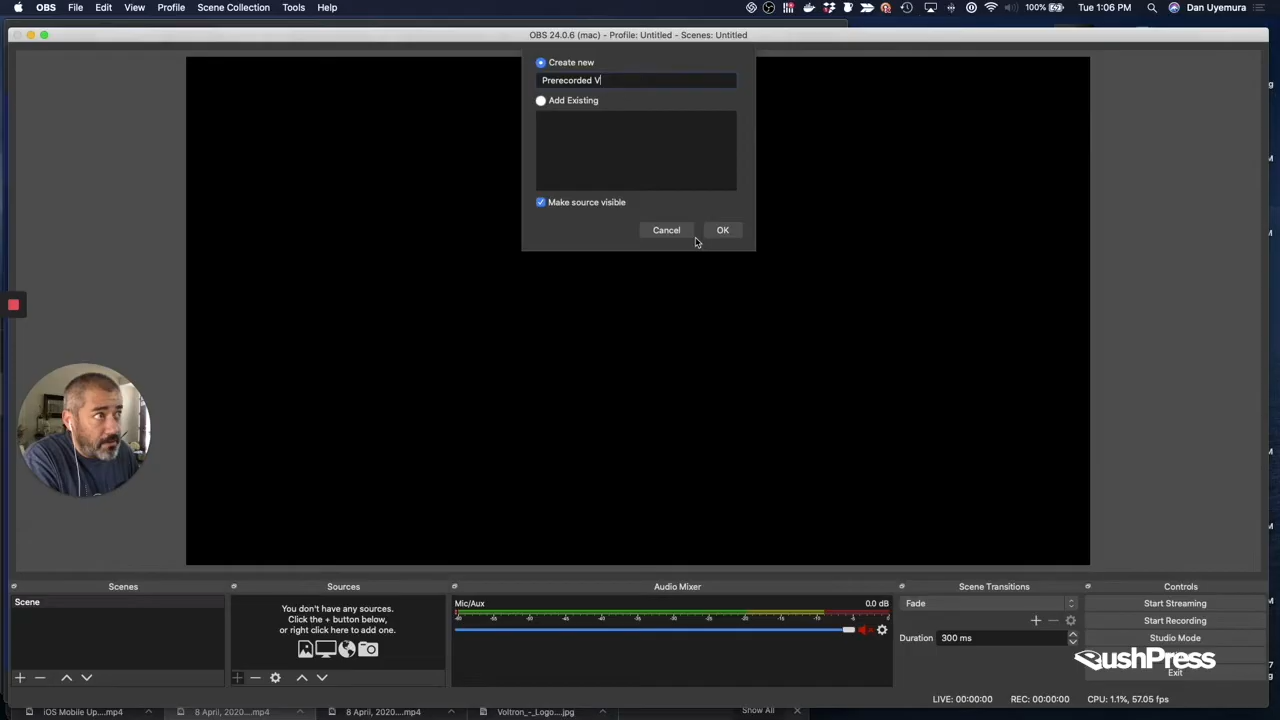 OBS File Edit View Profile Scene Collection Tools Help 100% Tue 1:06 PM Dan Uyemura
OBS 24.0.6 (mac) - Profile: Untitled - Scenes: Untitled
Create new
Prerecorded V
Add Existing
Make source visible
Cancel OK
Scenes Sources Audio Mixer Scene Transitions Controls
Scene
You don't have any sources.
Click the + button below,
or right click here to add one.
Mic/Aux 0.0 dB
Fade
Duration 300 ms
Start Streaming
Start Recording
Studio Mode
PushPress
Exit
LIVE: 00:00:00 REC: 00:00:00 CPU: 1.1%, 57.05 fps
iOS Mobile Up....mp4 8 April, 2020....mp4 8 April, 2020....mp4 Voltron_-_Logo....jpg Show All